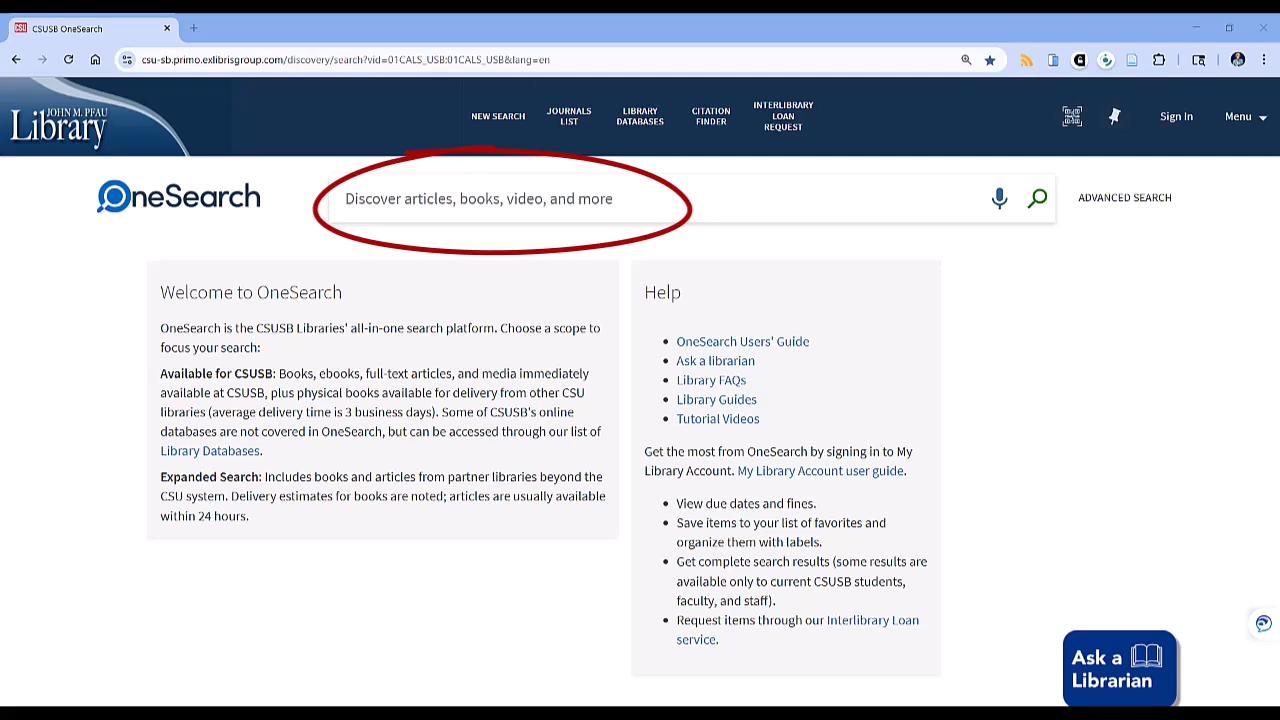 CSU
CSUSB OneSearch
csu-sb.primo.exlibrisgroup.com/discovery/search?vid=01CALS_USB:01CALS_USB&lang=en
JOHN M. PFAU
Library
NEW SEARCH
JOURNALS
LIST
LIBRARY
DATABASES
CITATION
FINDER
INTERLIBRARY
LOAN
REQUEST
Sign In
Menu
OneSearch
Discover articles, books, video, and more
ADVANCED SEARCH
Welcome to OneSearch
OneSearch is the CSUSB Libraries' all-in-one search platform. Choose a scope to
focus your search:
Available for CSUSB: Books, ebooks, full-text articles, and media immediately
available at CSUSB, plus physical books available for delivery from other CSU
libraries (average delivery time is 3 business days). Some of CSUSB's online
databases are not covered in OneSearch, but can be accessed through our list of
Library Databases.
Expanded Search: Includes books and articles from partner libraries beyond the
CSU system. Delivery estimates for books are noted; articles are usually available
within 24 hours.
Help
OneSearch Users' Guide
Ask a librarian
Library FAQs
Library Guides
Tutorial Videos
Get the most from OneSearch by signing in to My
Library Account. My Library Account user guide.
View due dates and fines.
Save items to your list of favorites and
organize them with labels.
Get complete search results (some results are
available only to current CSUSB students,
faculty, and staff).
Request items through our Interlibrary Loan
service.
Ask a
Librarian